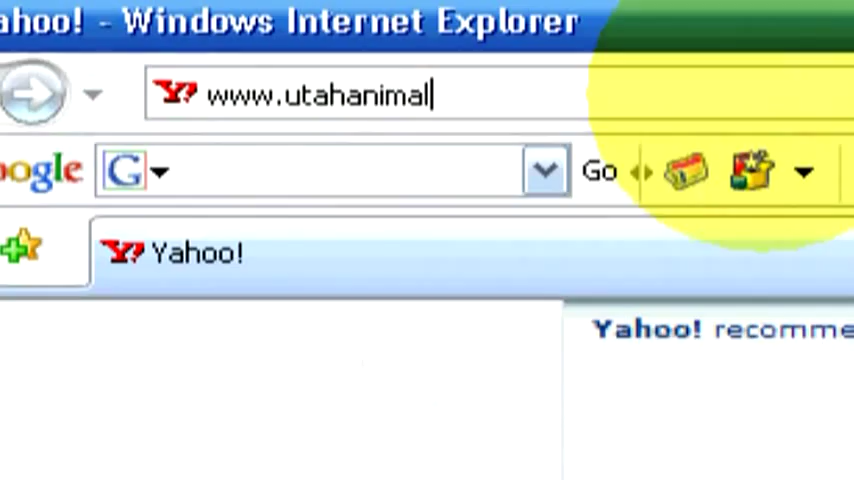 ahoo! - Windows Internet Explorer
www.utahanimal
oogle G Go
Y! Yahoo!
Yahoo! recomme